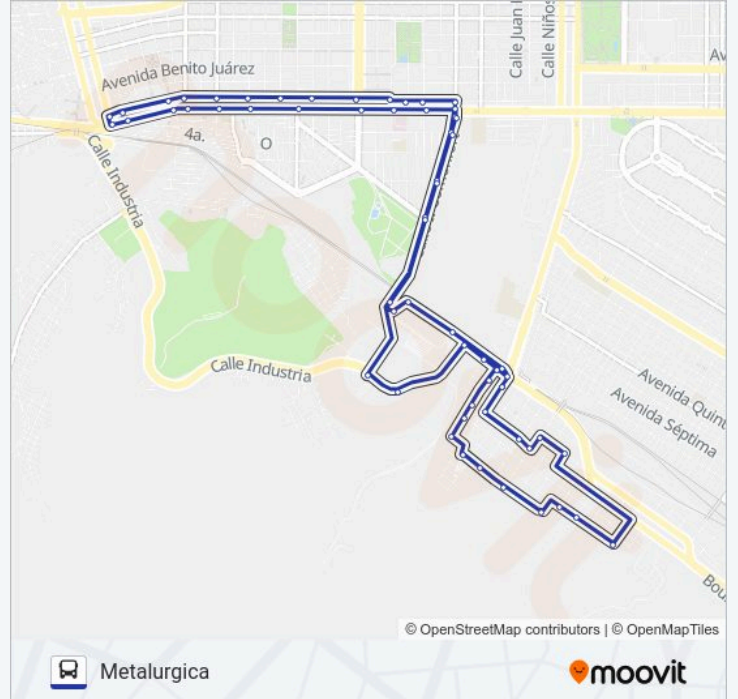 Calle Juan
Calle Niños
Av
Avenida Benito Juárez
4a.
O
Calle Industria
Calle Industria
Avenida Quint
Avenida Séptima
Bou
© OpenStreetMap contributors | © OpenMapTiles
Metalurgica
moovit